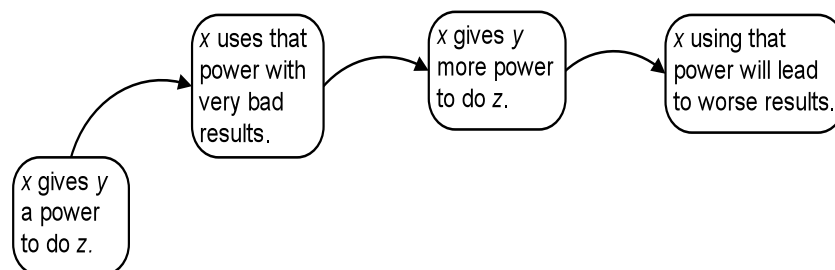 x gives y
a power
to do z.
x uses that
power with
very bad
results.
x gives y
more power
to do z.
x using that
power will lead
to worse results.